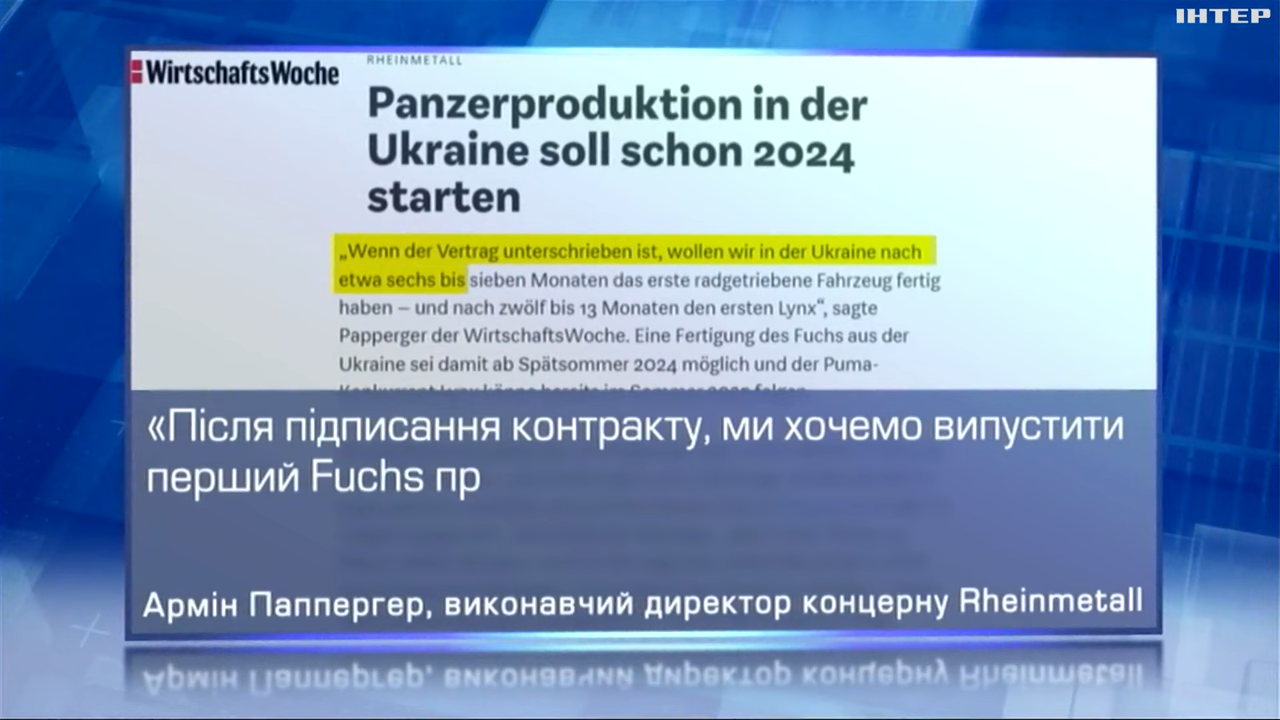 ІНТЕР
WirtschaftsWoche
RHEINMETALL
Panzerproduktion in der
Ukraine soll schon 2024
starten
„Wenn der Vertrag unterschrieben ist, wollen wir in der Ukraine nach
etwa sechs bis sieben Monaten das erste radgetriebene Fahrzeug fertig
haben – und nach zwölf bis 13 Monaten den ersten Lynx“, sagte
Papperger der WirtschaftsWoche. Eine Fertigung des Fuchs aus der
Ukraine sei damit ab Spätsommer 2024 möglich und der Puma-
«Після підписання контракту, ми хочемо випустити
перший Fuchs пр
Армін Паппергер, виконавчий директор концерну Rheinmetall